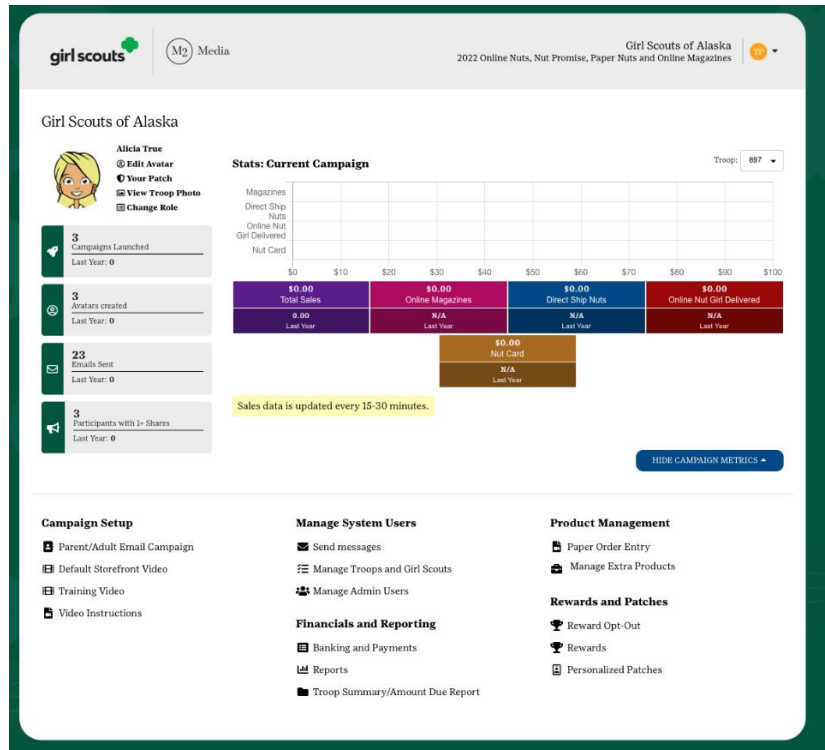 girl scouts
M2 Media
Girl Scouts of Alaska
2022 Online Nuts, Nut Promise, Paper Nuts and Online Magazines
TP
Girl Scouts of Alaska
Alicia True
Edit Avatar
Your Patch
View Troop Photo
Change Role
3
Campaigns Launched
Last Year: 0
3
Avatars created
Last Year: 0
23
Emails Sent
Last Year: 0
3
Participants with 1+ Shares
Last Year: 0
Stats: Current Campaign
Troop: 897
Magazines
Direct Ship
Nuts
Online Nut
Girl Delivered
Nut Card
$0 $10 $20 $30 $40 $50 $60 $70 $80 $90 $100
$0.00 $0.00 $0.00 $0.00
Total Sales Online Magazines Direct Ship Nuts Online Nut Girl Delivered
0.00 N/A N/A N/A
Last Year Last Year Last Year Last Year
$0.00
Nut Card
N/A
Last Year
Sales data is updated every 15-30 minutes.
HIDE CAMPAIGN METRICS
Campaign Setup
Parent/Adult Email Campaign
Default Storefront Video
Training Video
Video Instructions
Manage System Users
Send messages
Manage Troops and Girl Scouts
Manage Admin Users
Financials and Reporting
Banking and Payments
Reports
Troop Summary/Amount Due Report
Product Management
Paper Order Entry
Manage Extra Products
Rewards and Patches
Reward Opt-Out
Rewards
Personalized Patches